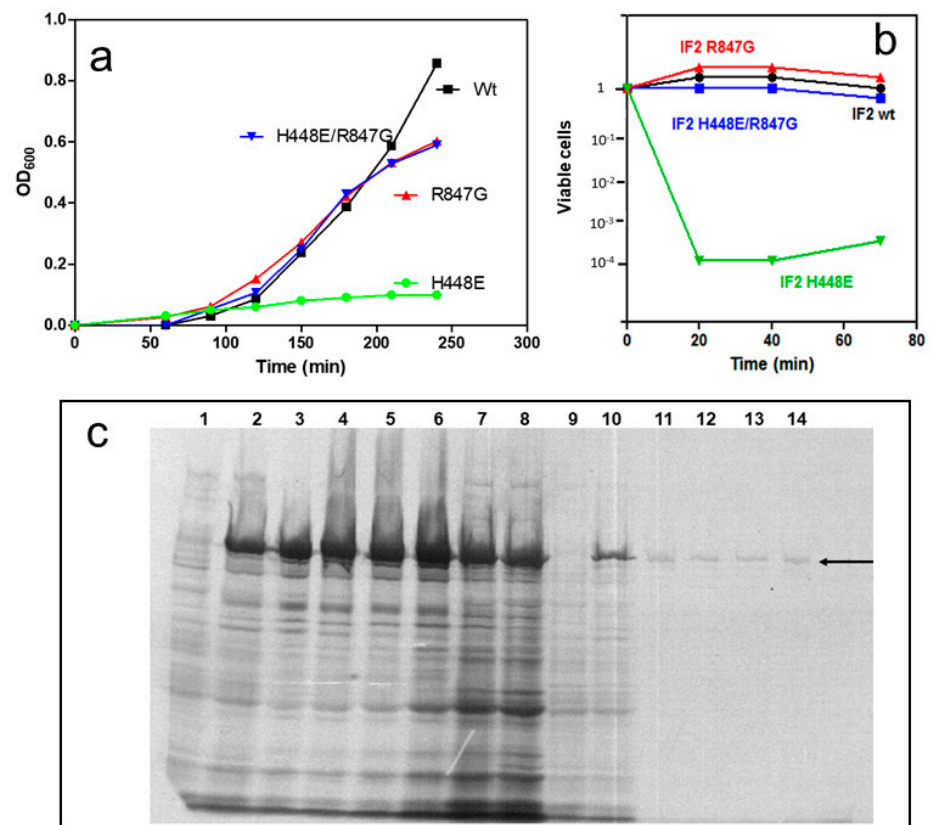 a
1.0
0.8
0.6
0.4
0.2
0.0
OD600
0 50 100 150 200 250 300
Time (min)
Wt
H448E/R847G
R847G
H448E
b
1
10-1
10-2
10-3
10-4
Viable cells
0 20 40 60 80
Time (min)
IF2 R847G
IF2 wt
IF2 H448E/R847G
IF2 H448E
c
1 2 3 4 5 6 7 8 9 10 11 12 13 14